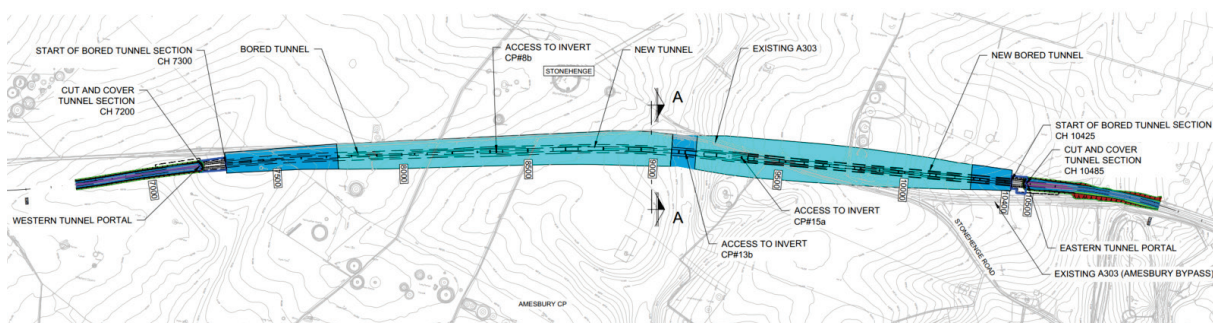 START OF BORED TUNNEL SECTION
CH 7300
BORED TUNNEL
ACCESS TO INVERT
CP#8b
NEW TUNNEL
STONEHENGE
EXISTING A303
A
NEW BORED TUNNEL
CUT AND COVER
TUNNEL SECTION
CH 7200
START OF BORED TUNNEL SECTION
CH 10425
CUT AND COVER
TUNNEL SECTION
CH 10485
7000
7500
8000
8500
9000
9500
10000
10400
10500
WESTERN TUNNEL PORTAL
A
ACCESS TO INVERT
CP#15a
ACCESS TO INVERT
CP#13b
STONEHENGE ROAD
EASTERN TUNNEL PORTAL
EXISTING A303 (AMESBURY BYPASS)
AMESBURY CP